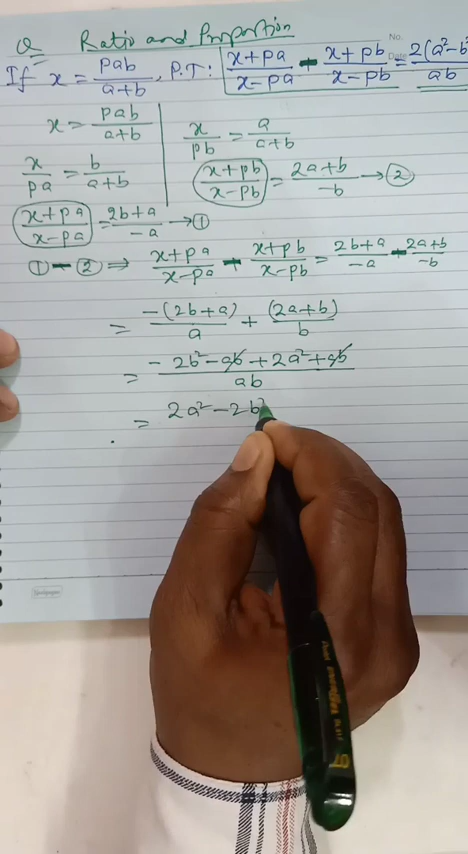 Q Ratio and Proportion
No.
Date
If x = pab/(a+b), P.T: (x+pa)/(x-pa) - (x+pb)/(x-pb) = 2(a²-b²)/ab
x = pab/(a+b)
x/pa = b/(a+b)
(x+pa)/(x-pa) = (2b+a)/-a → ①
x/pb = a/(a+b)
(x+pb)/(x-pb) = (2a+b)/-b → ②
① - ② ⇒ (x+pa)/(x-pa) - (x+pb)/(x-pb) = (2b+a)/-a - (2a+b)/-b
= -(2b+a)/a + (2a+b)/b
= (-2b²-ab+2a²+ab)/ab
= 2a²-2b²